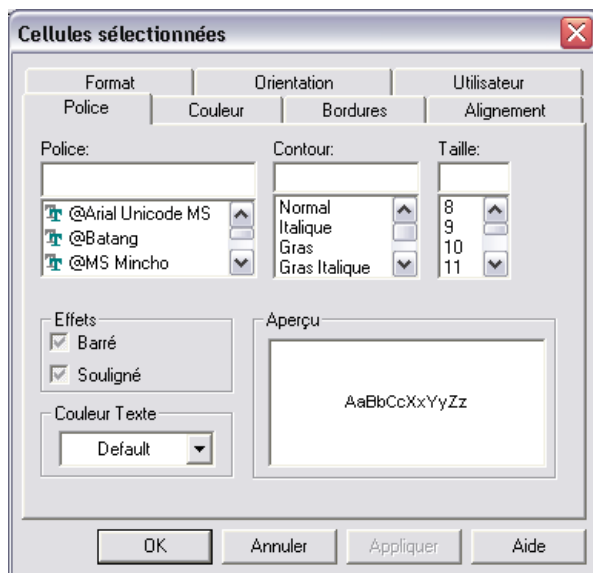 Cellules sélectionnées
Format Orientation Utilisateur
Police Couleur Bordures Alignement
Police: Contour: Taille:
@Arial Unicode MS Normal 8
@Batang Italique 9
@MS Mincho Gras 10
Gras Italique 11
Effets Aperçu
Barré
Souligné
AaBbCcXxYyZz
Couleur Texte
Default
OK Annuler Appliquer Aide